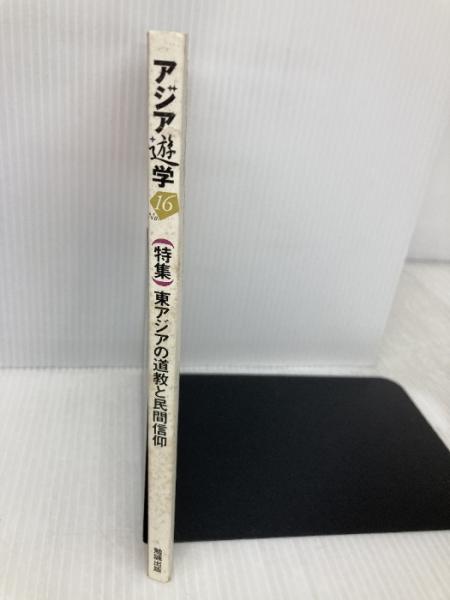 アジア遊学
No.16
(特集)
東アジアの道教と民間信仰
勉誠出版